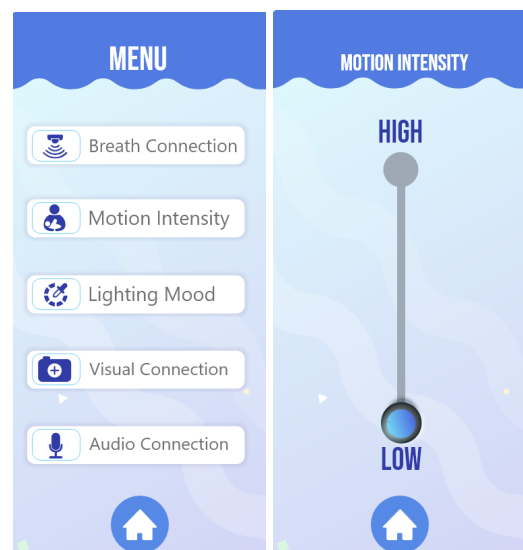 MENU
Breath Connection
Motion Intensity
Lighting Mood
Visual Connection
Audio Connection
MOTION INTENSITY
HIGH
LOW